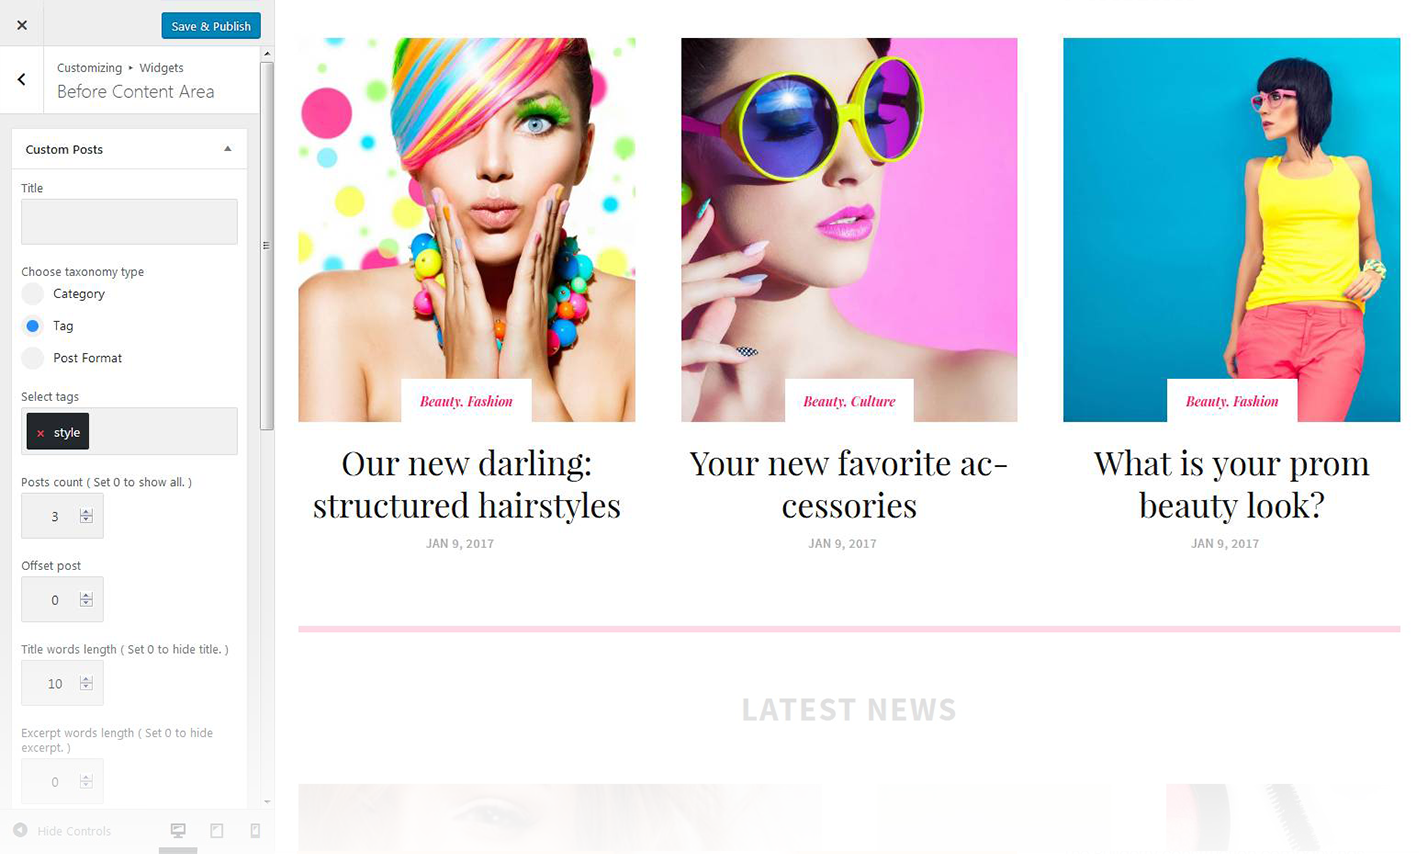 Save & Publish
Customizing ▸ Widgets
Before Content Area
Custom Posts
Title
Choose taxonomy type
Category
Tag
Post Format
Select tags
× style
Posts count ( Set 0 to show all. )
3
Offset post
0
Title words length ( Set 0 to hide title. )
10
Excerpt words length ( Set 0 to hide
excerpt. )
0
Hide Controls
Beauty. Fashion
Our new darling:
structured hairstyles
JAN 9, 2017
Beauty. Culture
Your new favorite ac-
cessories
JAN 9, 2017
Beauty. Fashion
What is your prom
beauty look?
JAN 9, 2017
LATEST NEWS